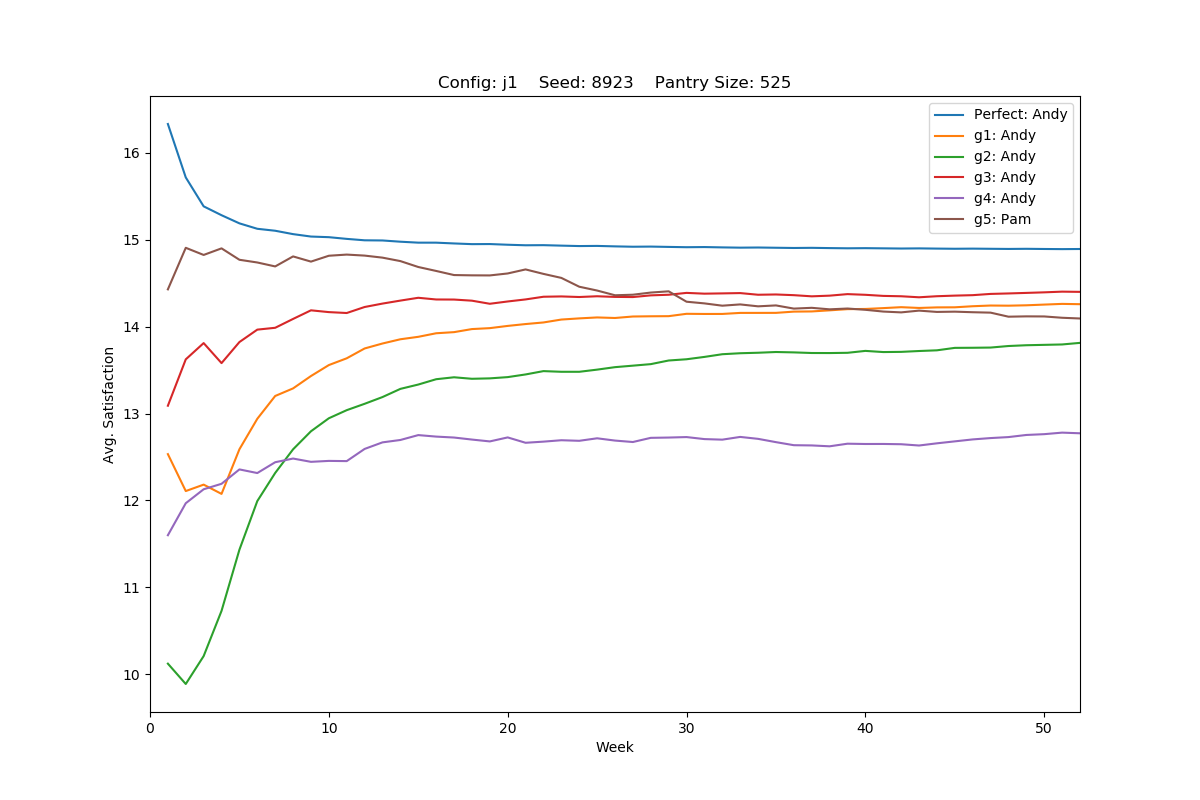 Config: j1    Seed: 8923    Pantry Size: 525
Perfect: Andy
g1: Andy
g2: Andy
g3: Andy
g4: Andy
g5: Pam
Avg. Satisfaction
16
15
14
13
12
11
10
0 10 20 30 40 50
Week